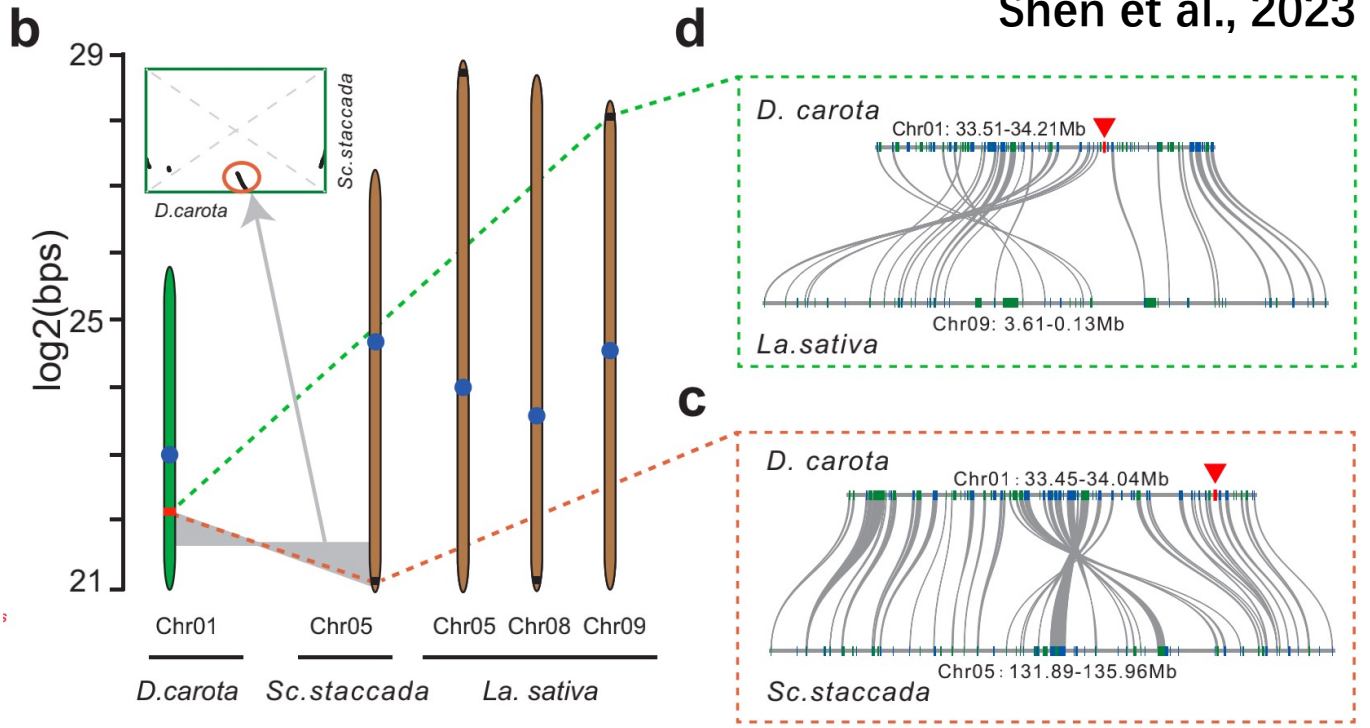 Shen et al., 2023
b
29
25
21
log2(bps)
D.carota
Sc.staccada
Chr01
Chr05
Chr05 Chr08 Chr09
D.carota
Sc.staccada
La. sativa
s
d
D. carota
Chr01: 33.51-34.21Mb
Chr09: 3.61-0.13Mb
La.sativa
c
D. carota
Chr01: 33.45-34.04Mb
Chr05: 131.89-135.96Mb
Sc.staccada